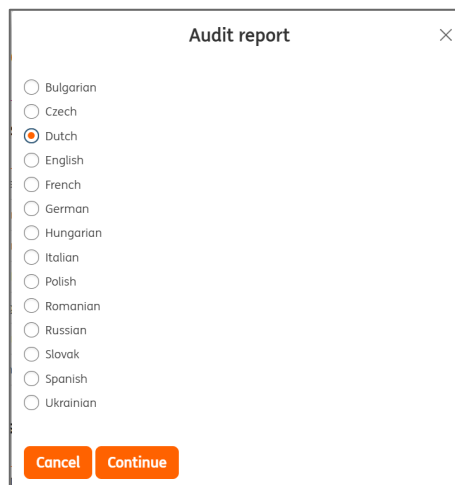 Audit report
Bulgarian
Czech
Dutch
English
French
German
Hungarian
Italian
Polish
Romanian
Russian
Slovak
Spanish
Ukrainian
Cancel Continue